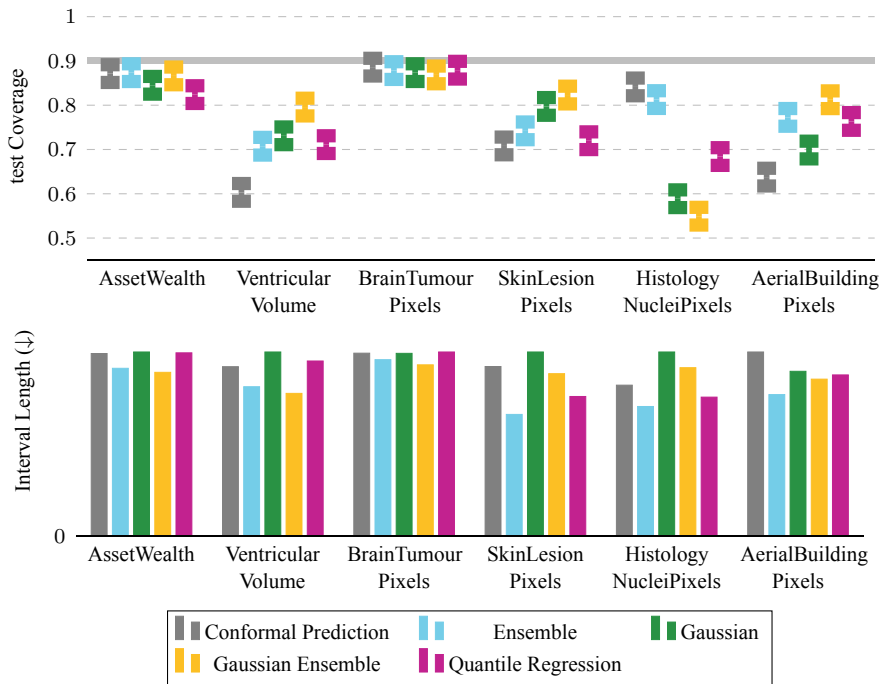 1
0.9
0.8
0.7
0.6
0.5
test Coverage
AssetWealth
Ventricular
Volume
BrainTumour
Pixels
SkinLesion
Pixels
Histology
NucleiPixels
AerialBuilding
Pixels
Interval Length (↓)
0
AssetWealth
Ventricular
Volume
BrainTumour
Pixels
SkinLesion
Pixels
Histology
NucleiPixels
AerialBuilding
Pixels
Conformal Prediction
Ensemble
Gaussian
Gaussian Ensemble
Quantile Regression